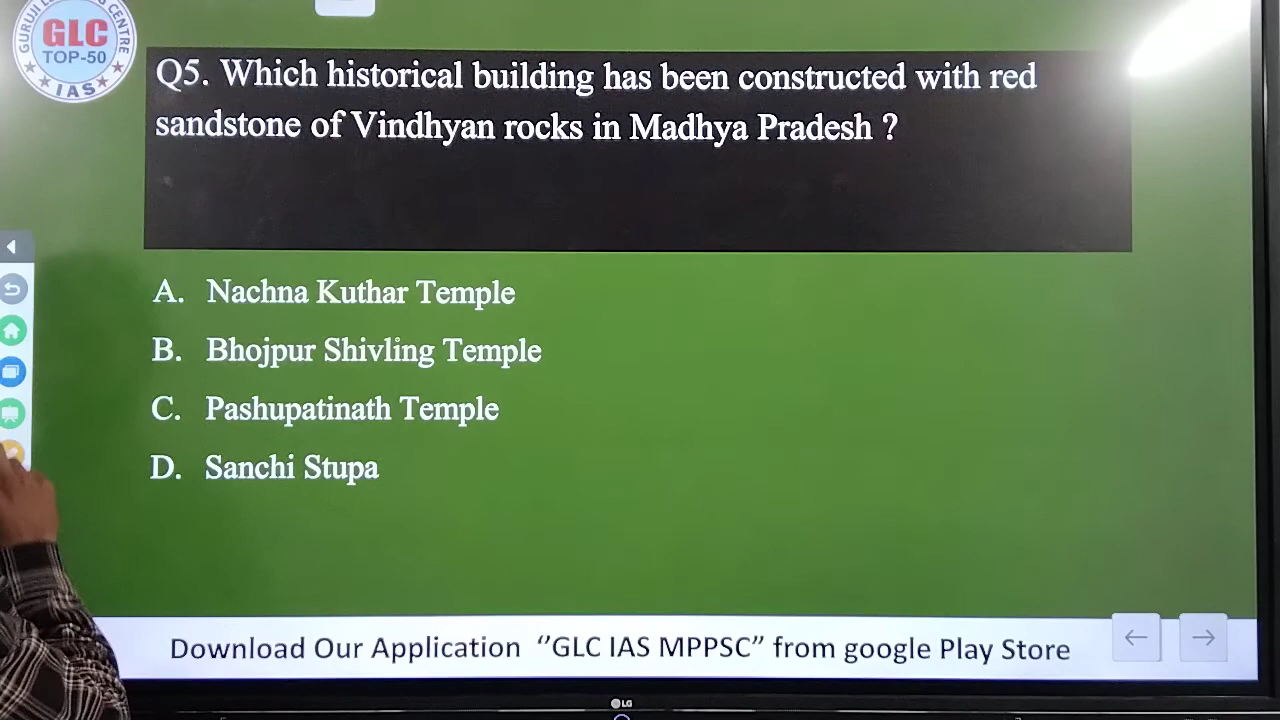 GLC
TOP-50
IAS
CENTRE
Q5. Which historical building has been constructed with red
sandstone of Vindhyan rocks in Madhya Pradesh ?
A. Nachna Kuthar Temple
B. Bhojpur Shivling Temple
C. Pashupatinath Temple
D. Sanchi Stupa
Download Our Application ‘’GLC IAS MPPSC” from google Play Store
LG